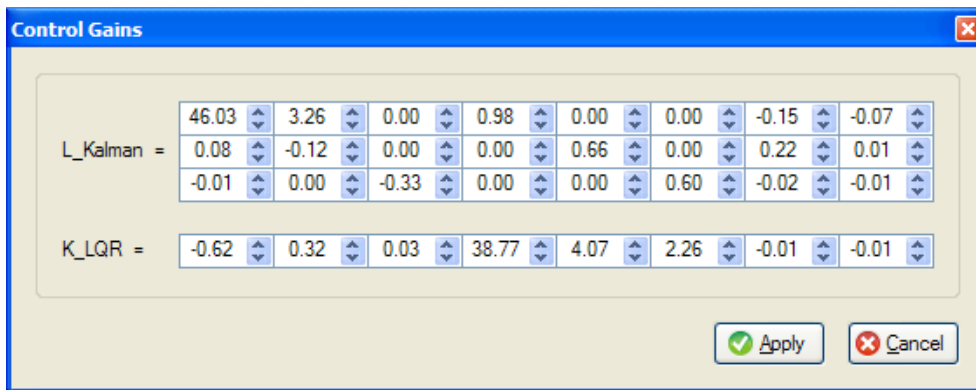 Control Gains
46.03 3.26 0.00 0.98 0.00 0.00 -0.15 -0.07
L_Kalman = 0.08 -0.12 0.00 0.00 0.66 0.00 0.22 0.01
-0.01 0.00 -0.33 0.00 0.00 0.60 -0.02 -0.01
K_LQR = -0.62 0.32 0.03 38.77 4.07 2.26 -0.01 -0.01
Apply Cancel